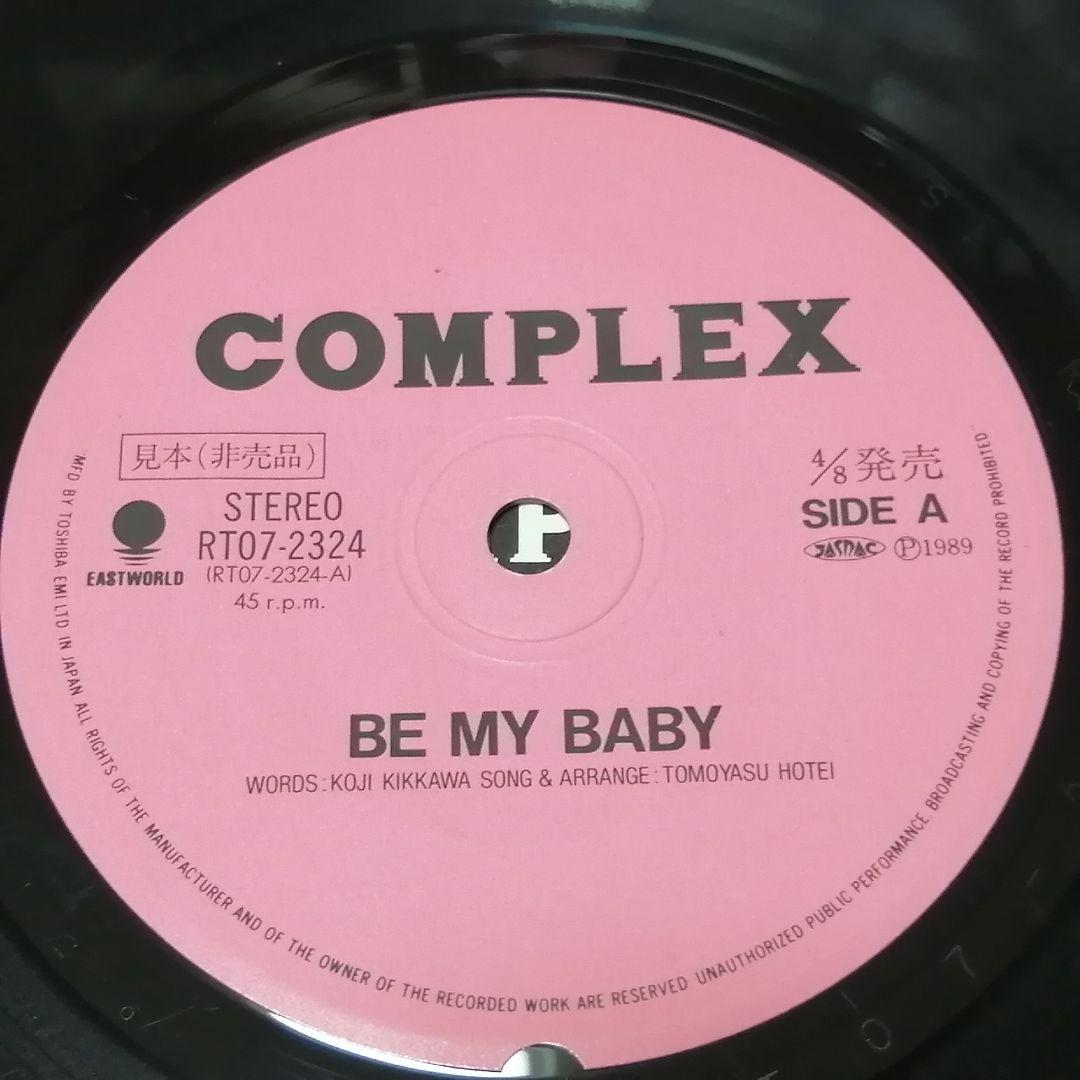 COMPLEX
見本(非売品)
4/8発売
STEREO
RT07-2324
(RT07-2324-A)
45 r.p.m.
EASTWORLD
SIDE A
JASRAC Ⓟ1989
BE MY BABY
WORDS:KOJI KIKKAWA SONG & ARRANGE:TOMOYASU HOTEI
MFD BY TOSHIBA·EMI LTD IN JAPAN ALL RIGHTS OF THE MANUFACTURER AND OF THE OWNER OF THE RECORDED WORK ARE RESERVED UNAUTHORIZED PUBLIC PERFORMANCE, BROADCASTING AND COPYING OF THE RECORD PROHIBITED